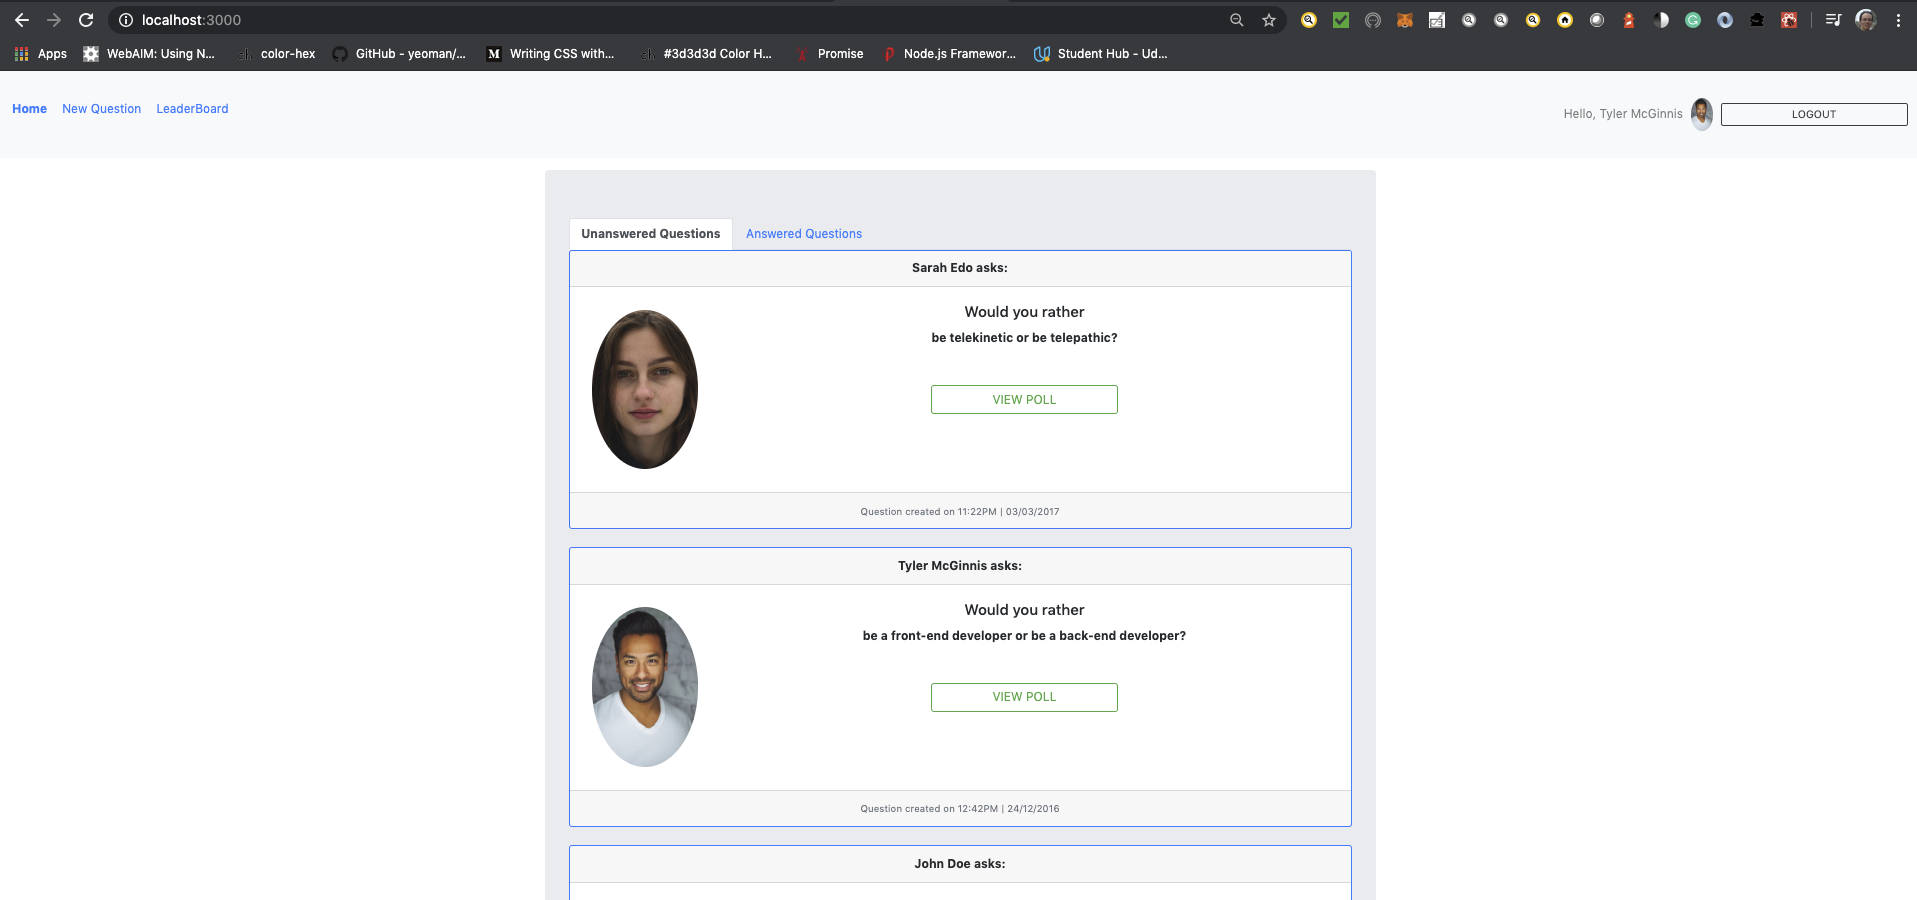 localhost:3000
Apps WebAIM: Using N... color-hex GitHub - yeoman/... Writing CSS with... #3d3d3d Color H... Promise Node.js Framewor... Student Hub - Ud...
Home New Question LeaderBoard Hello, Tyler McGinnis LOGOUT
Unanswered Questions Answered Questions
Sarah Edo asks:
Would you rather
be telekinetic or be telepathic?
VIEW POLL
Question created on 11:22PM | 03/03/2017
Tyler McGinnis asks:
Would you rather
be a front-end developer or be a back-end developer?
VIEW POLL
Question created on 12:42PM | 24/12/2016
John Doe asks: